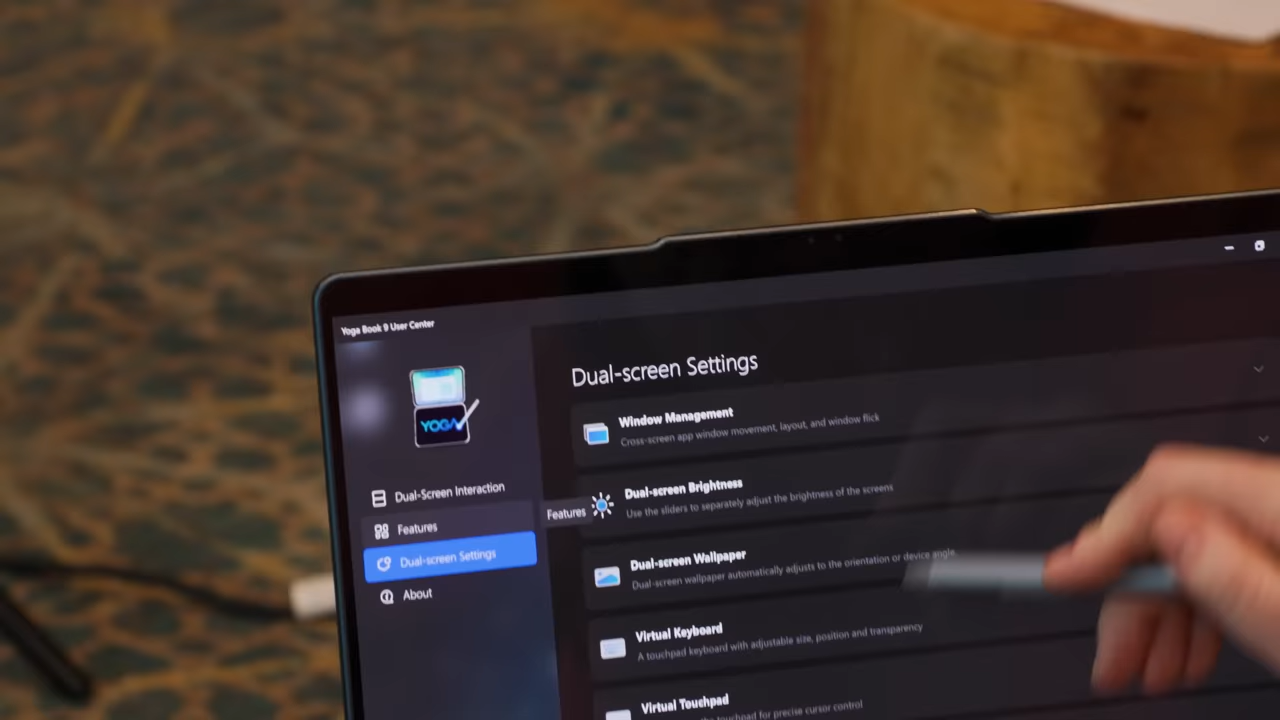 Yoga Book 9 User Center
YOGA
Dual-Screen Interaction
Features
Dual-screen Settings
About
Features
Dual-screen Settings
Window Management
Cross-screen app window movement, layout, and window flick
Dual-screen Brightness
Use the sliders to separately adjust the brightness of the screens
Dual-screen Wallpaper
Dual-screen wallpaper automatically adjusts to the orientation or device angle
Virtual Keyboard
A touchpad keyboard with adjustable size, position and transparency
Virtual Touchpad
the touchpad for precise cursor control